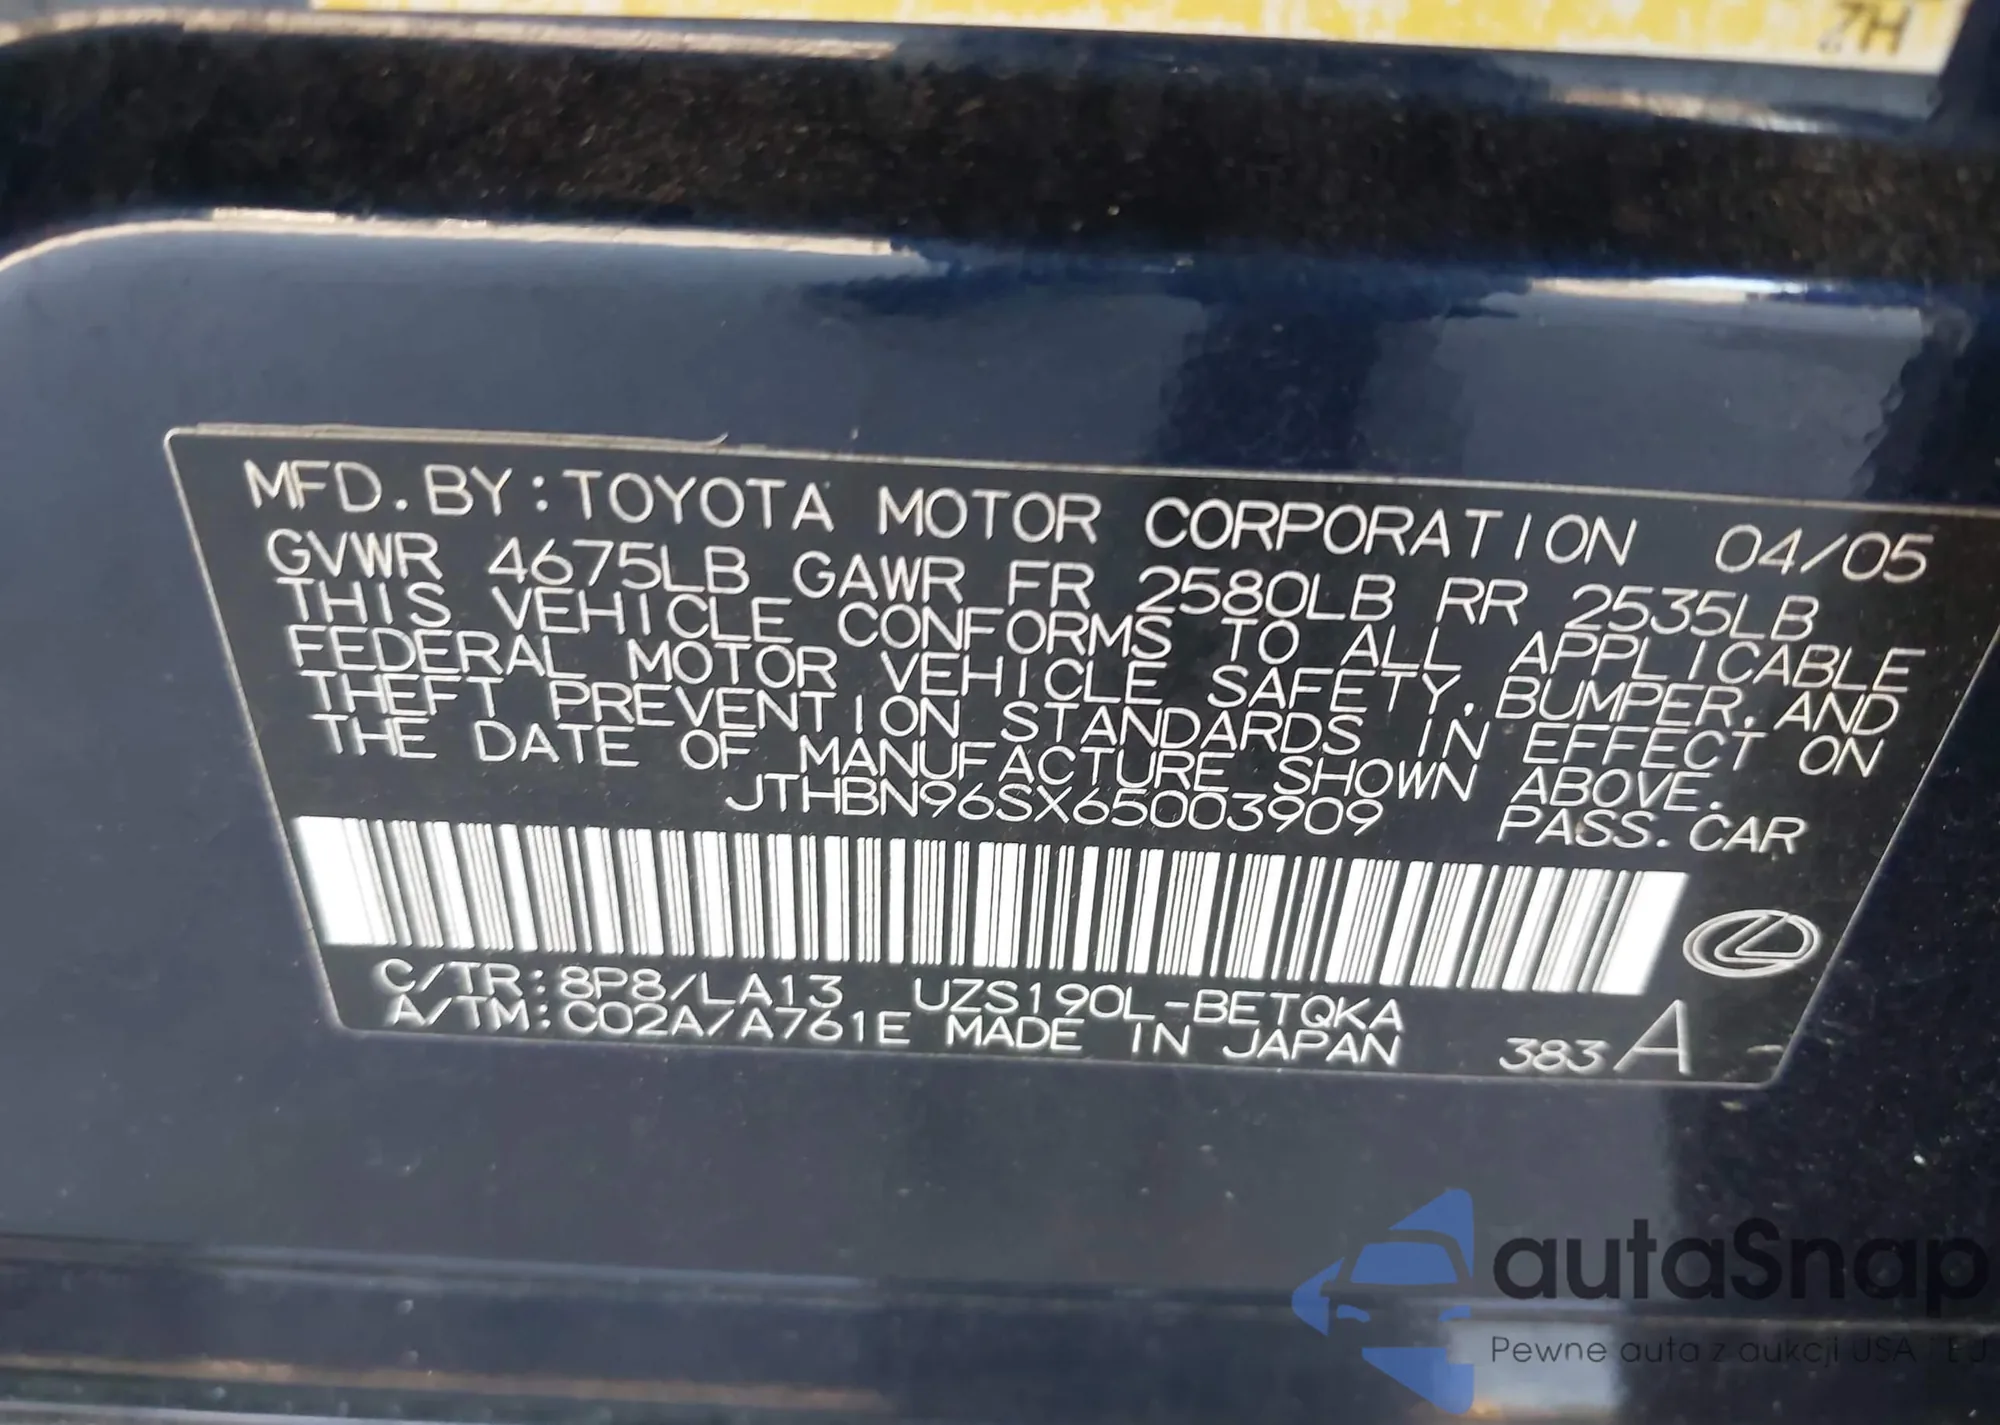 7H
MFD. BY: TOYOTA MOTOR CORPORATION 04/05
GVWR 4675LB GAWR FR 2580LB RR 2535LB
THIS VEHICLE CONFORMS TO ALL APPLICABLE
FEDERAL MOTOR VEHICLE SAFETY, BUMPER, AND
THEFT PREVENTION STANDARDS IN EFFECT ON
THE DATE OF MANUFACTURE SHOWN ABOVE.
JTHBN96SX65003909 PASS. CAR
C/TR: 8P8/LA13 UZS190L-BETQKA
A/TM: C02A/A761E MADE IN JAPAN 383 A
autaSnap
Pewne auta z aukcji USA i EU